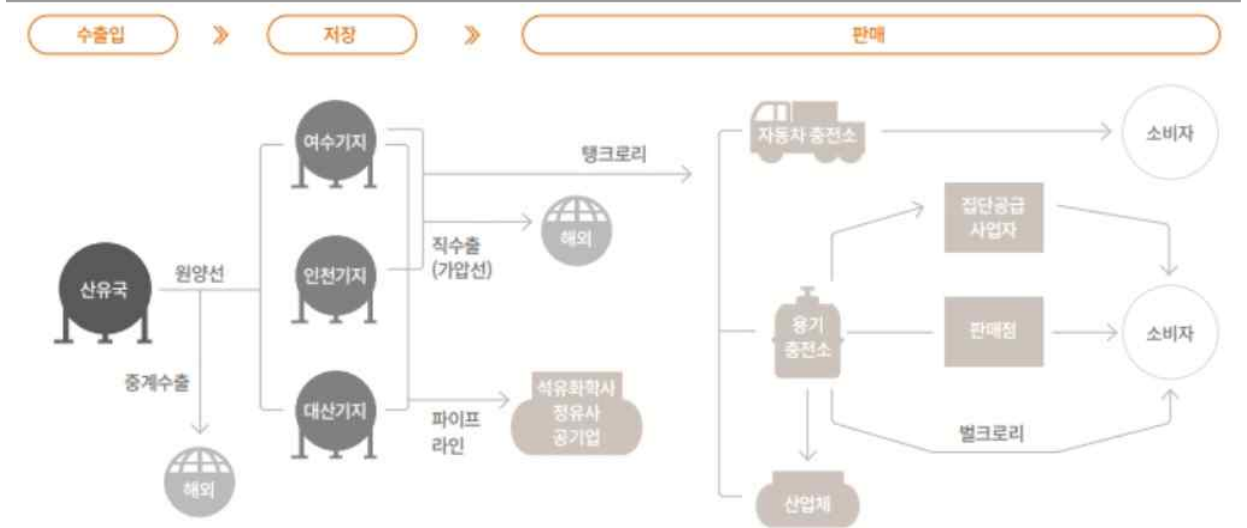 수출입
저장
판매
여수기지
탱크로리
자동차 충전소
소비자
집단공급
사업자
해외
직수출
(가압선)
원양선
산유국
인천기지
용기
충전소
판매점
소비자
중계수출
대산기지
파이프
라인
석유화학사
정유사
공기업
벌크로리
해외
산업체